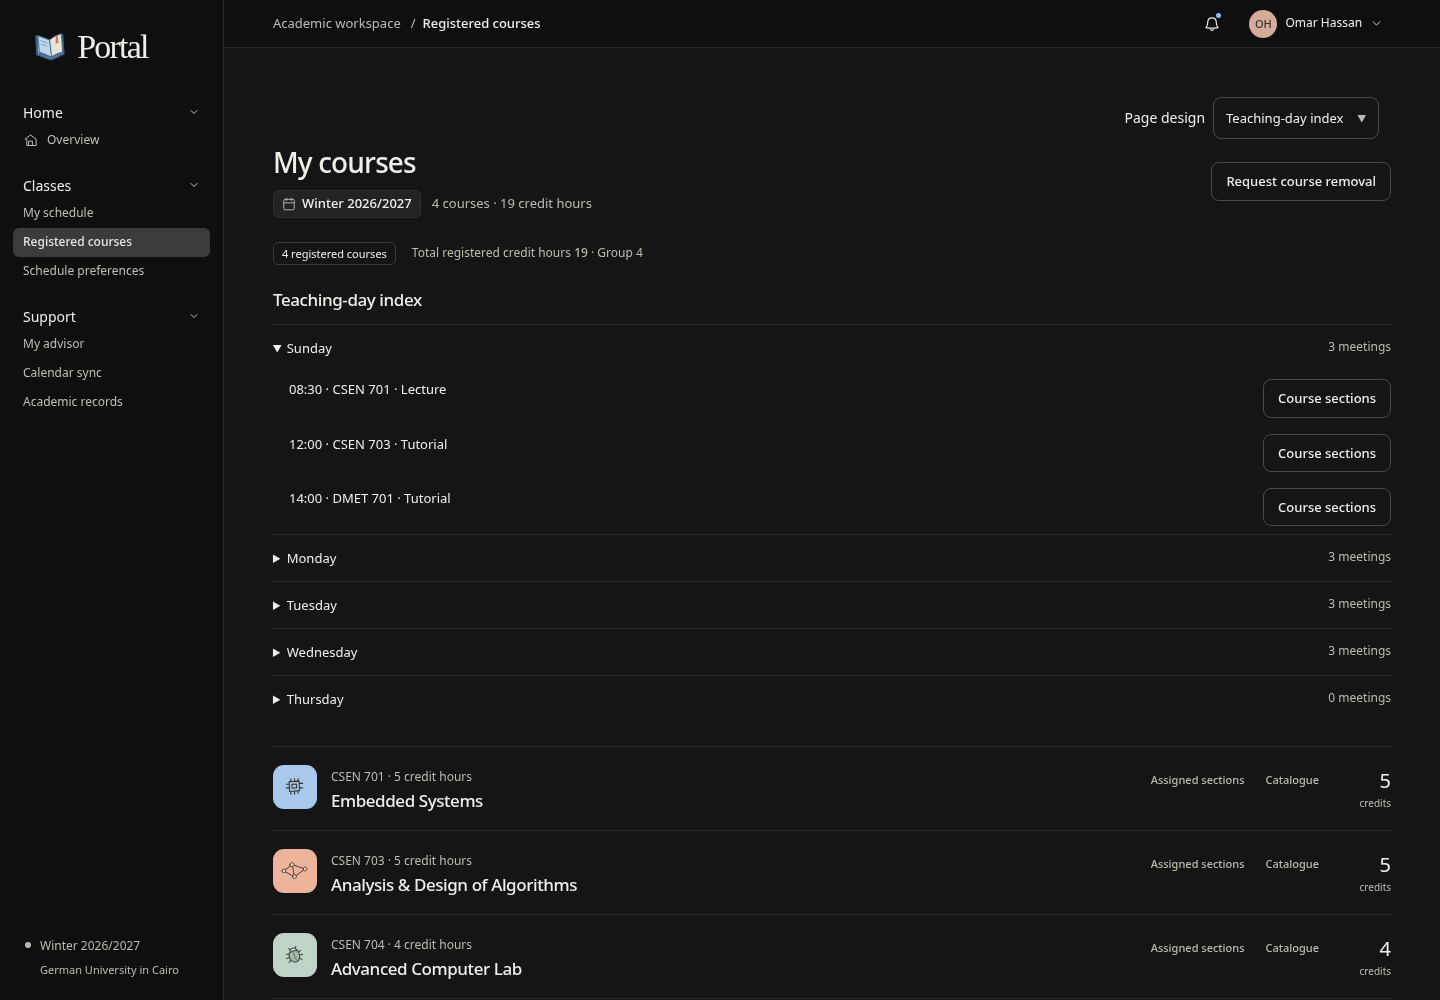 Portal
Home
Overview
Classes
My schedule
Registered courses
Schedule preferences
Support
My advisor
Calendar sync
Academic records
Winter 2026/2027
German University in Cairo
Academic workspace / Registered courses
OH Omar Hassan
Page design Teaching-day index
My courses
Request course removal
Winter 2026/2027 4 courses · 19 credit hours
4 registered courses Total registered credit hours 19 · Group 4
Teaching-day index
Sunday 3 meetings
08:30 · CSEN 701 · Lecture Course sections
12:00 · CSEN 703 · Tutorial Course sections
14:00 · DMET 701 · Tutorial Course sections
Monday 3 meetings
Tuesday 3 meetings
Wednesday 3 meetings
Thursday 0 meetings
CSEN 701 · 5 credit hours
Embedded Systems
Assigned sections Catalogue 5
credits
CSEN 703 · 5 credit hours
Analysis & Design of Algorithms
Assigned sections Catalogue 5
credits
CSEN 704 · 4 credit hours
Advanced Computer Lab
Assigned sections Catalogue 4
credits